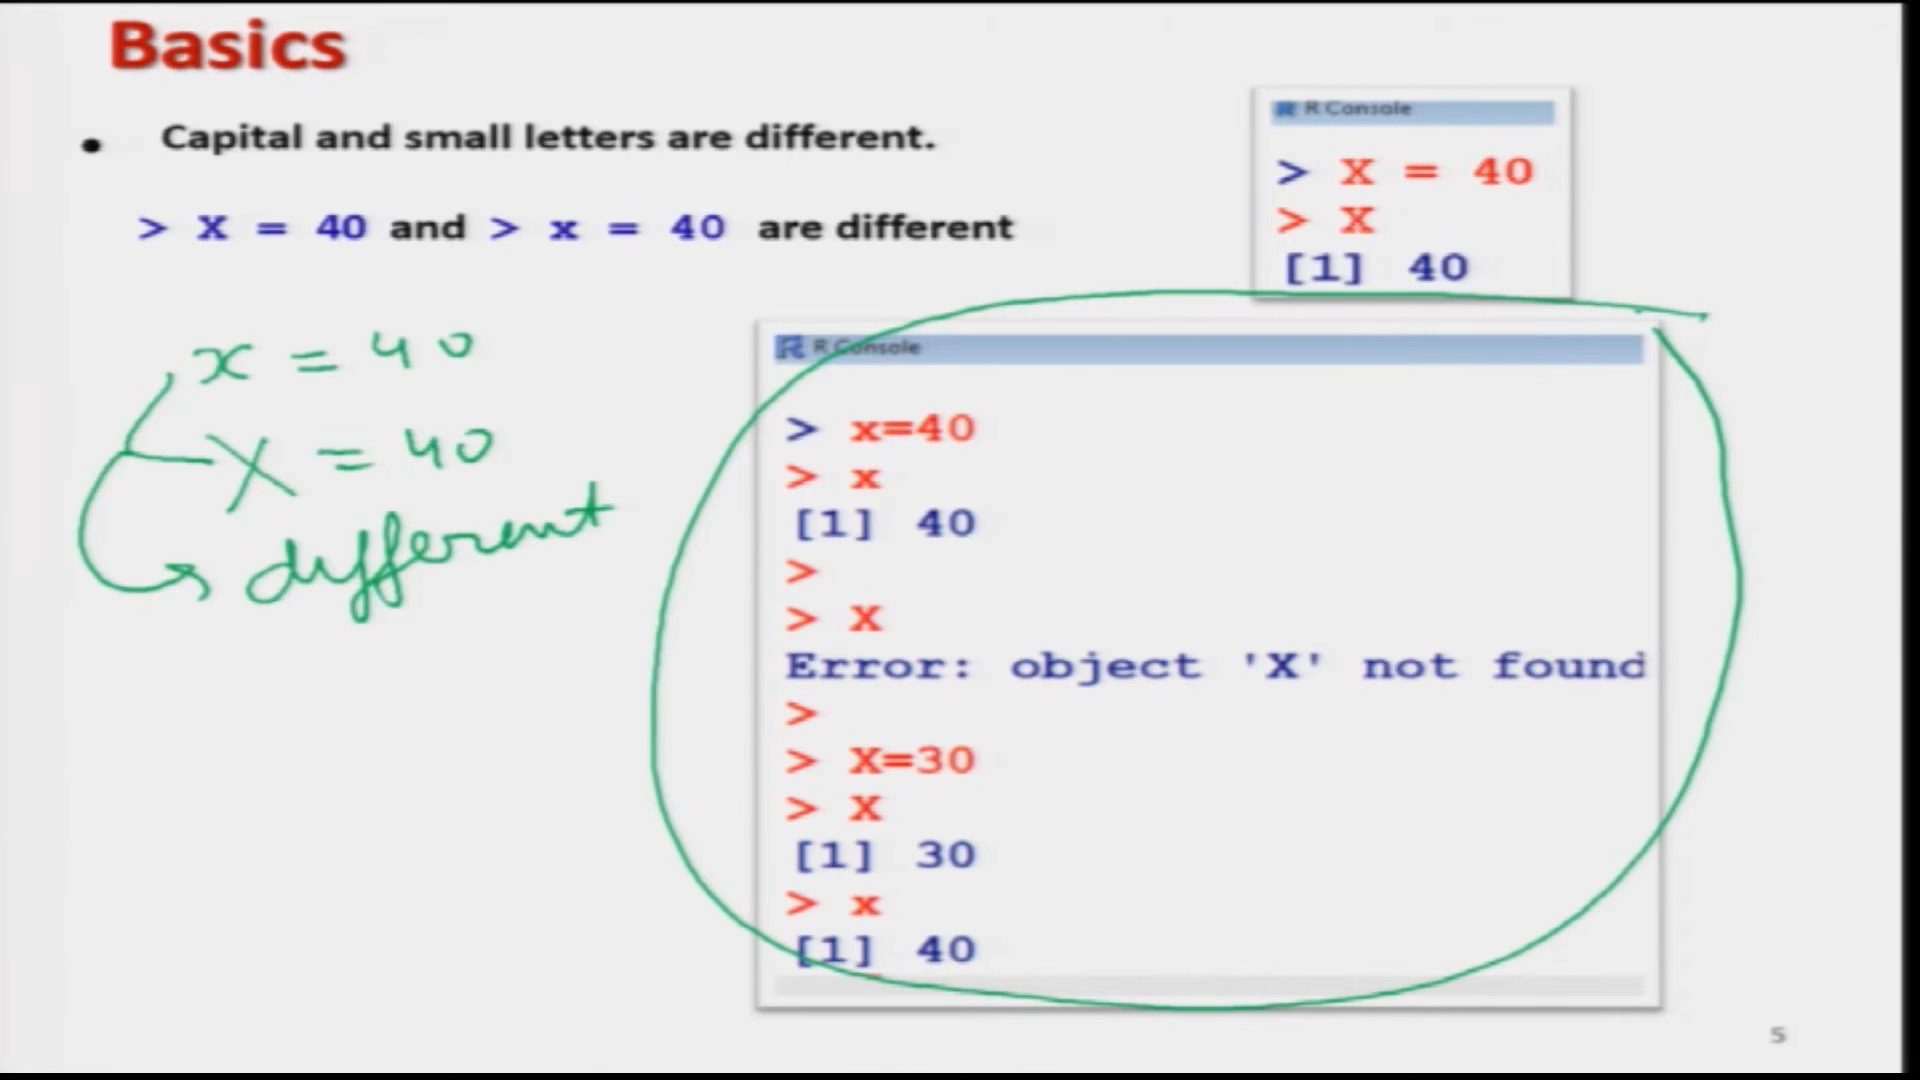 Basics
• Capital and small letters are different.
> X = 40 and > x = 40 are different
R Console
> X = 40
> X
[1] 40
x = 40
X = 40
different
R Console
> x=40
> x
[1] 40
>
> X
Error: object 'X' not found
>
> X=30
> X
[1] 30
> x
[1] 40
5